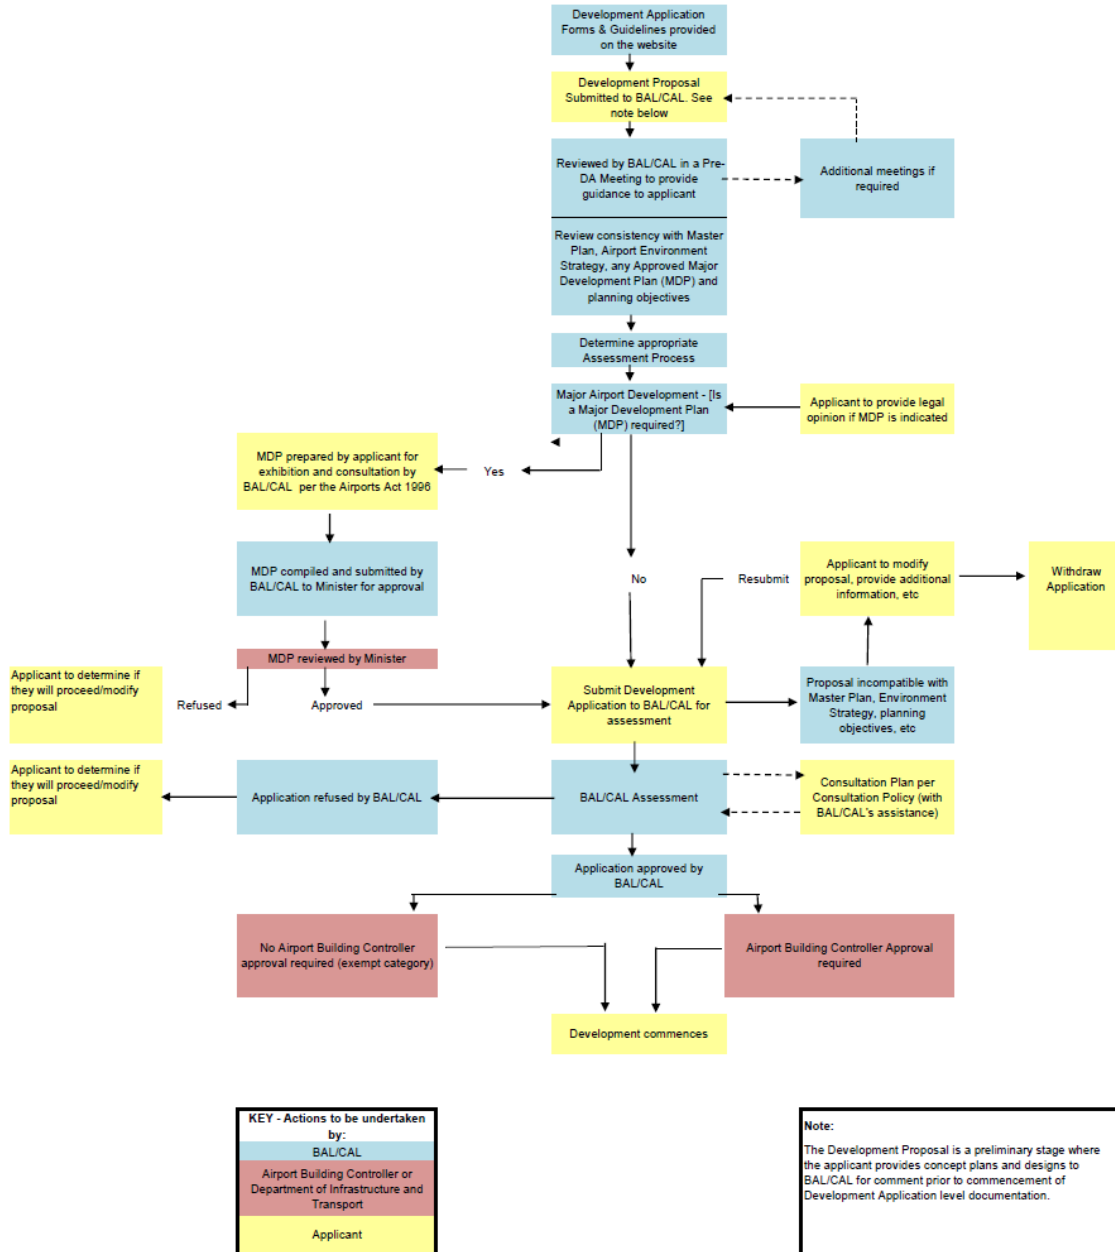 Development Application
Forms & Guidelines provided
on the website
Development Proposal
Submitted to BAL/CAL. See
note below
Reviewed by BAL/CAL in a Pre-
DA Meeting to provide
guidance to applicant
Additional meetings if
required
Review consistency with Master
Plan, Airport Environment
Strategy, any Approved Major
Development Plan (MDP) and
planning objectives
Determine appropriate
Assessment Process
Major Airport Development - [Is
a Major Development Plan
(MDP) required?]
Applicant to provide legal
opinion if MDP is indicated
MDP prepared by applicant for
exhibition and consultation by
BAL/CAL per the Airports Act 1996
Yes
MDP compiled and submitted by
BAL/CAL to Minister for approval
No
Resubmit
Applicant to modify
proposal, provide additional
information, etc
Withdraw
Application
MDP reviewed by Minister
Applicant to determine if
they will proceed/modify
proposal
Refused
Approved
Submit Development
Application to BAL/CAL for
assessment
Proposal incompatible with
Master Plan, Environment
Strategy, planning
objectives, etc
Applicant to determine if
they will proceed/modify
proposal
Application refused by BAL/CAL
BAL/CAL Assessment
Consultation Plan per
Consultation Policy (with
BAL/CAL's assistance)
Application approved by
BAL/CAL
No Airport Building Controller
approval required (exempt category)
Airport Building Controller Approval
required
Development commences
KEY - Actions to be undertaken
by:
BAL/CAL
Airport Building Controller or
Department of Infrastructure and
Transport
Applicant
Note:
The Development Proposal is a preliminary stage where
the applicant provides concept plans and designs to
BAL/CAL for comment prior to commencement of
Development Application level documentation.